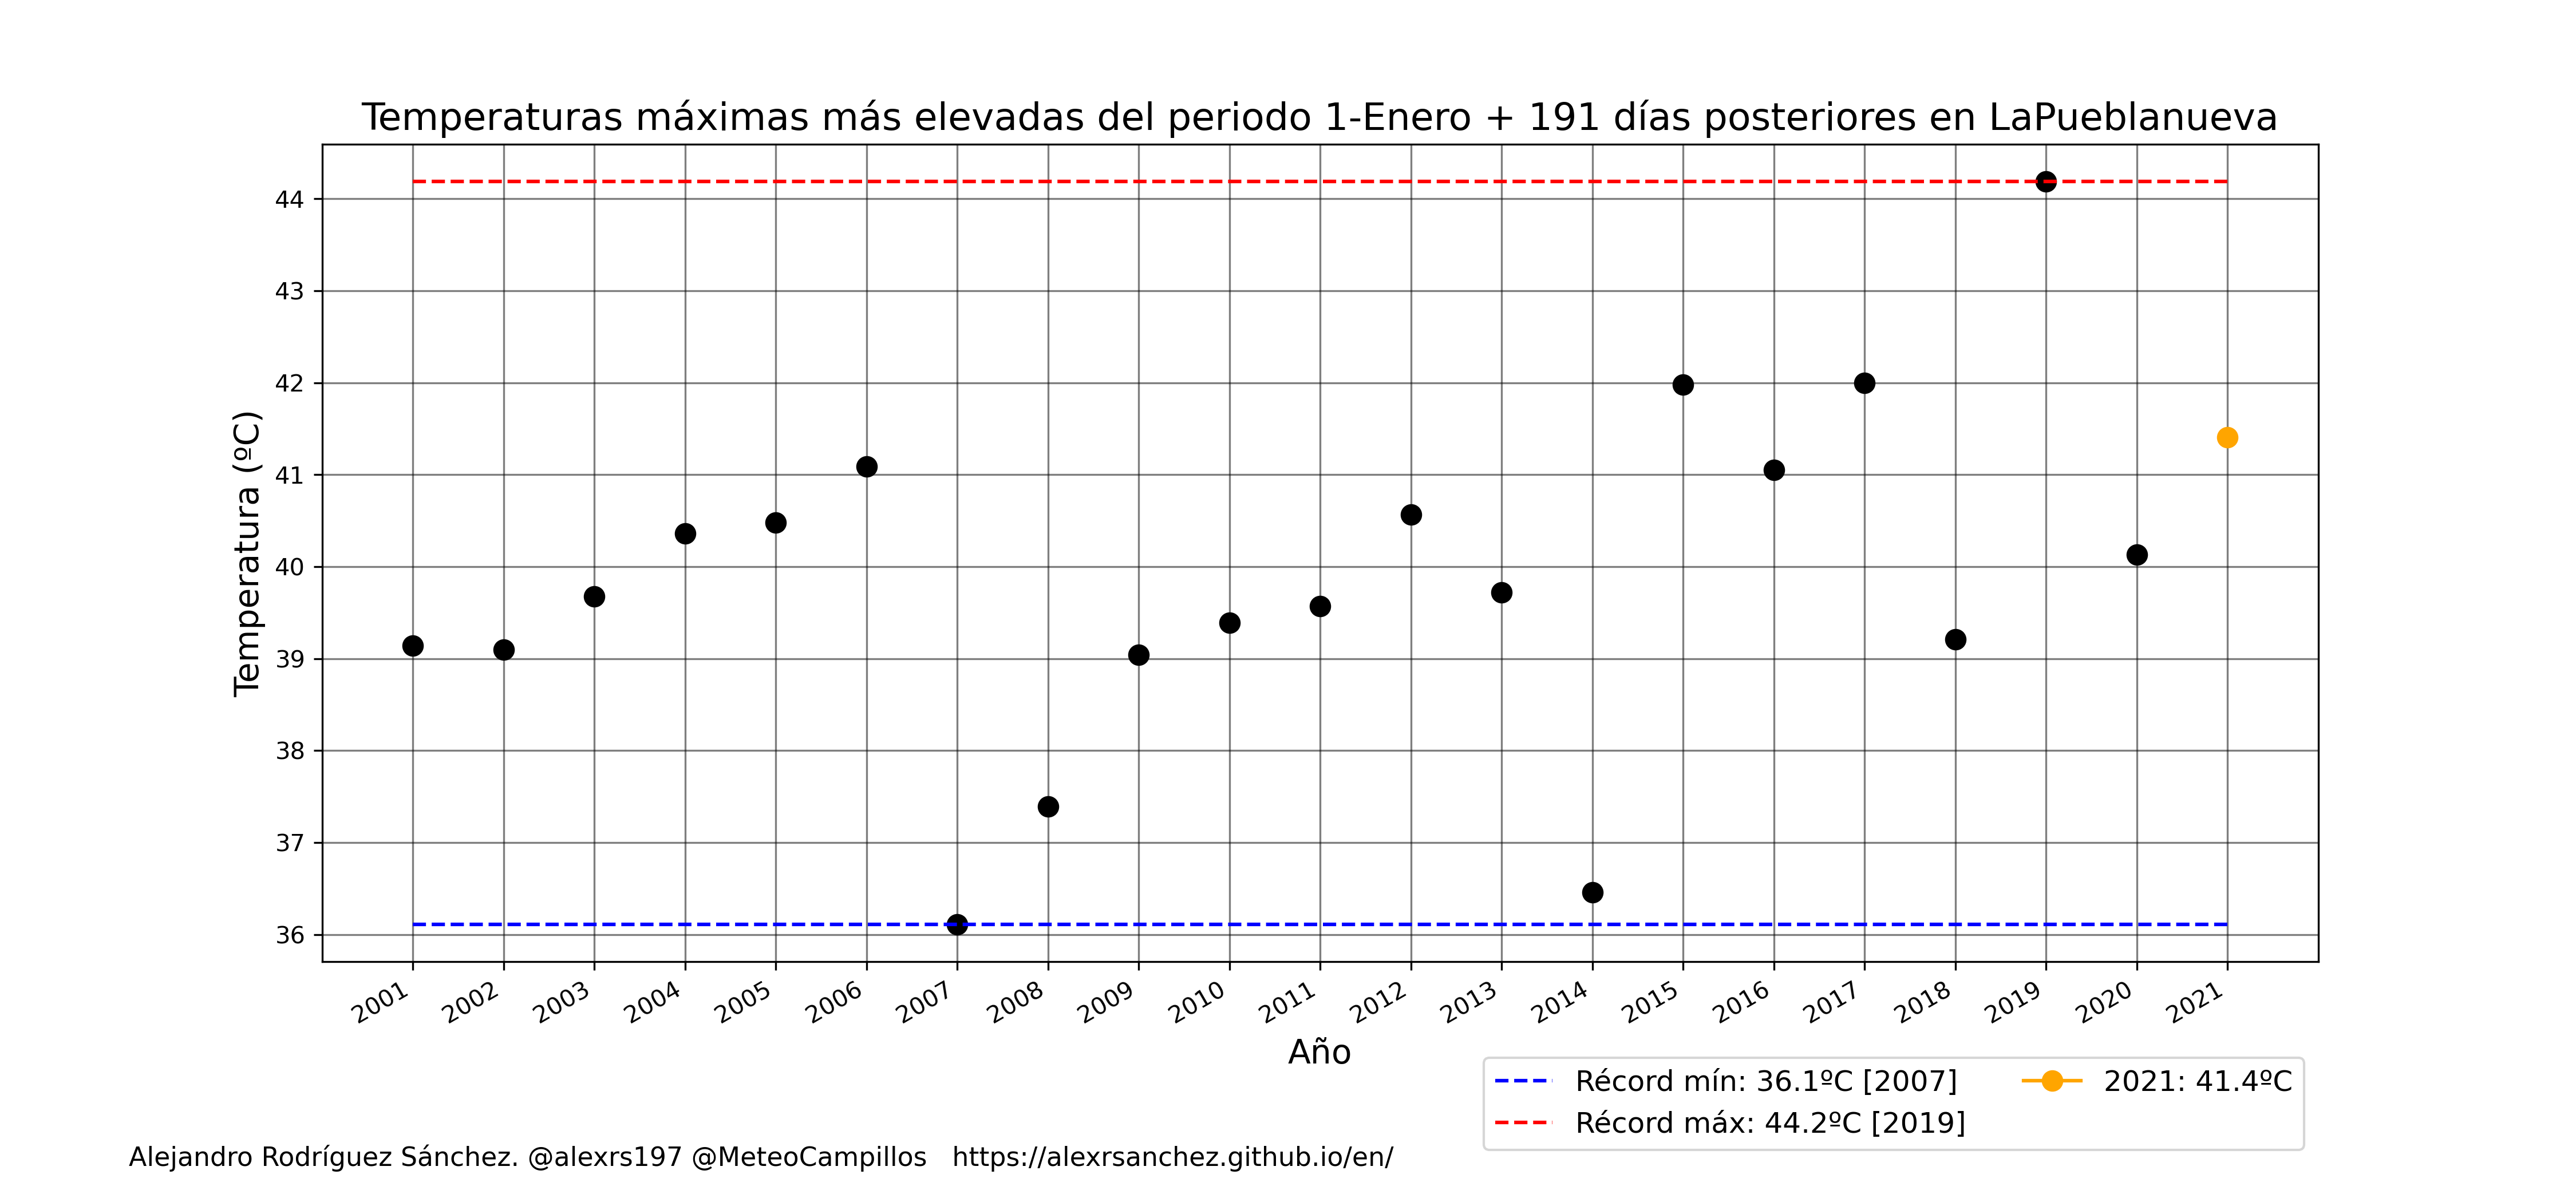 Temperaturas máximas más elevadas del periodo 1-Enero + 191 días posteriores en LaPueblanueva
Temperatura (ºC)
44
43
42
41
40
39
38
37
36
2001 2002 2003 2004 2005 2006 2007 2008 2009 2010 2011 2012 2013 2014 2015 2016 2017 2018 2019 2020 2021
Año
Récord mín: 36.1ºC [2007] 2021: 41.4ºC
Récord máx: 44.2ºC [2019]
Alejandro Rodríguez Sánchez. @alexrs197 @MeteoCampillos https://alexrsanchez.github.io/en/